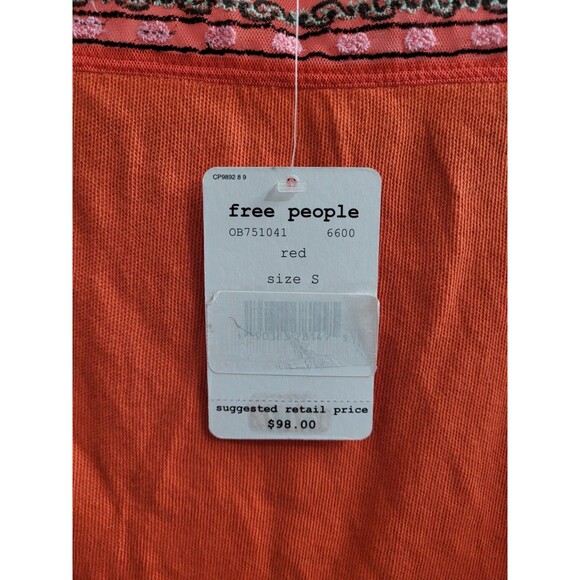 CP9892 8 9
free people
OB751041 6600
red
size S
suggested retail price
$98.00